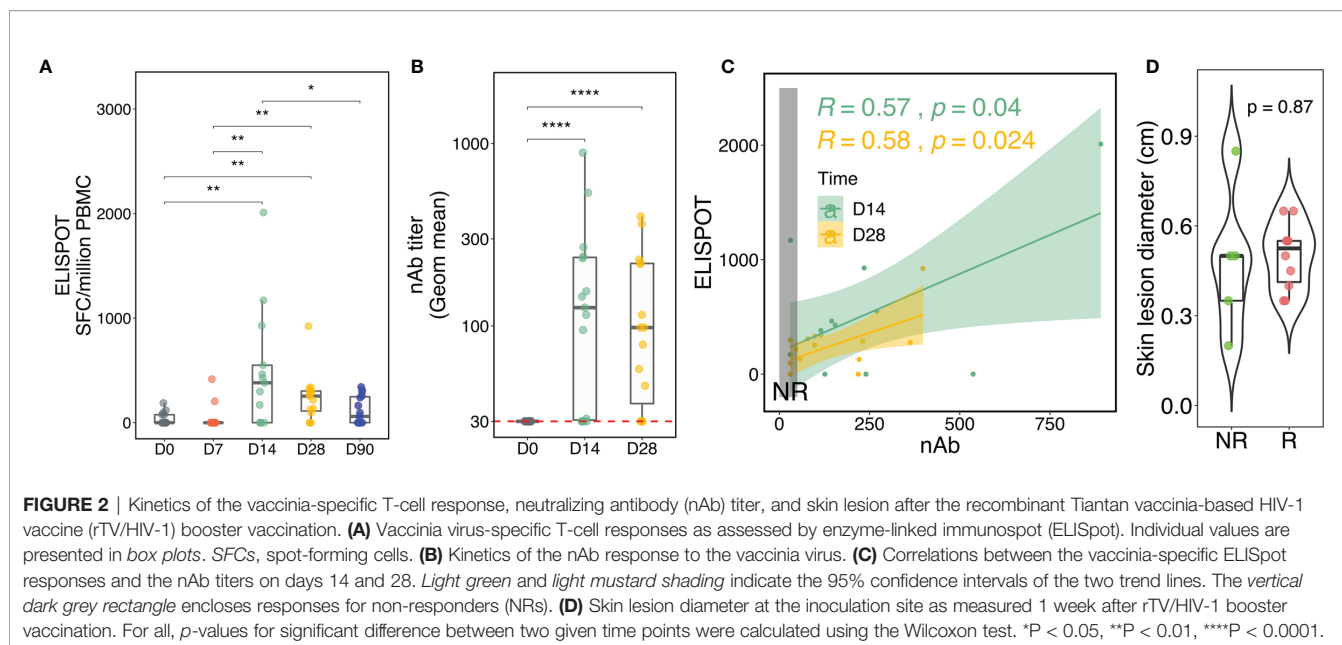 A
ELISPOT
SFC/million PBMC
3000
2000
1000
0
*
**
**
**
**
**
D0 D7 D14 D28 D90
B
nAb titer
(Geom mean)
1000
300
100
30
****
****
D0 D14 D28
C
ELISPOT
2000
1000
0
R = 0.57 , p = 0.04
R = 0.58 , p = 0.024
Time
a D14
a D28
NR
0 250 500 750
nAb
D
Skin lesion diameter (cm)
p = 0.87
0.9
0.6
0.3
0.0
NR R
FIGURE 2 | Kinetics of the vaccinia-specific T-cell response, neutralizing antibody (nAb) titer, and skin lesion after the recombinant Tiantan vaccinia-based HIV-1
vaccine (rTV/HIV-1) booster vaccination. (A) Vaccinia virus-specific T-cell responses as assessed by enzyme-linked immunospot (ELISpot). Individual values are
presented in box plots. SFCs, spot-forming cells. (B) Kinetics of the nAb response to the vaccinia virus. (C) Correlations between the vaccinia-specific ELISpot
responses and the nAb titers on days 14 and 28. Light green and light mustard shading indicate the 95% confidence intervals of the two trend lines. The vertical
dark grey rectangle encloses responses for non-responders (NRs). (D) Skin lesion diameter at the inoculation site as measured 1 week after rTV/HIV-1 booster
vaccination. For all, p-values for significant difference between two given time points were calculated using the Wilcoxon test. *P < 0.05, **P < 0.01, ****P < 0.0001.